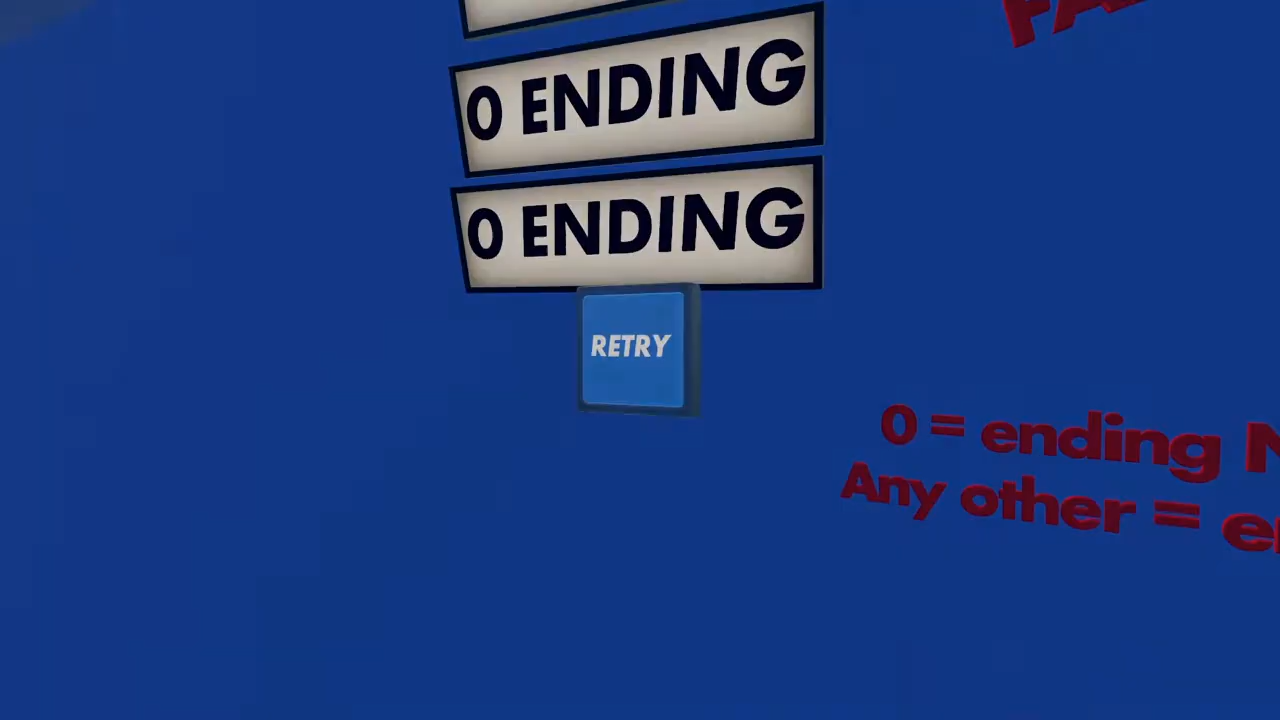 0 ENDING
0 ENDING
RETRY
0 = ending
Any other =